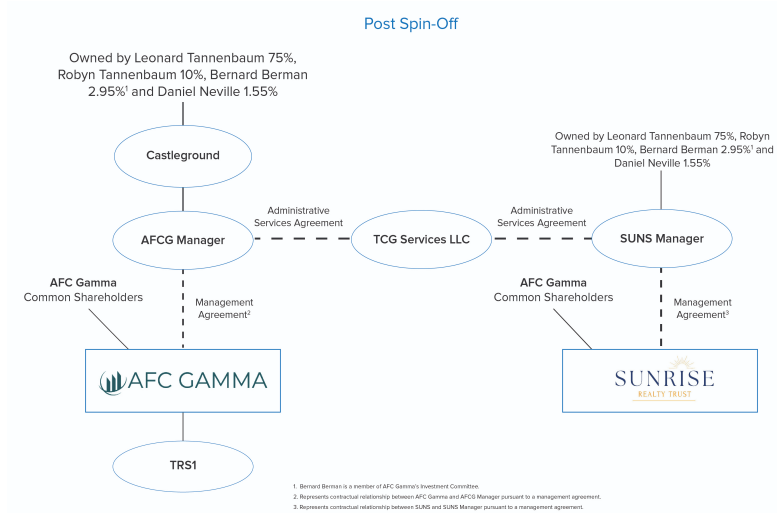 Post Spin-Off
Owned by Leonard Tannenbaum 75%,
Robyn Tannenbaum 10%, Bernard Berman
2.95%¹ and Daniel Neville 1.55%
Castleground
Owned by Leonard Tannenbaum 75%, Robyn
Tannenbaum 10%, Bernard Berman 2.95%¹ and
Daniel Neville 1.55%
AFCG Manager
Administrative
Services Agreement
TCG Services LLC
Administrative
Services Agreement
SUNS Manager
AFC Gamma
Common Shareholders
Management
Agreement²
AFC Gamma
Common Shareholders
Management
Agreement³
AFC GAMMA
SUNRISE
REALTY TRUST
TRS1
1. Bernard Berman is a member of AFC Gamma's Investment Committee.
2. Represents contractual relationship between AFC Gamma and AFCG Manager pursuant to a management agreement.
3. Represents contractual relationship between SUNS and SUNS Manager pursuant to a management agreement.